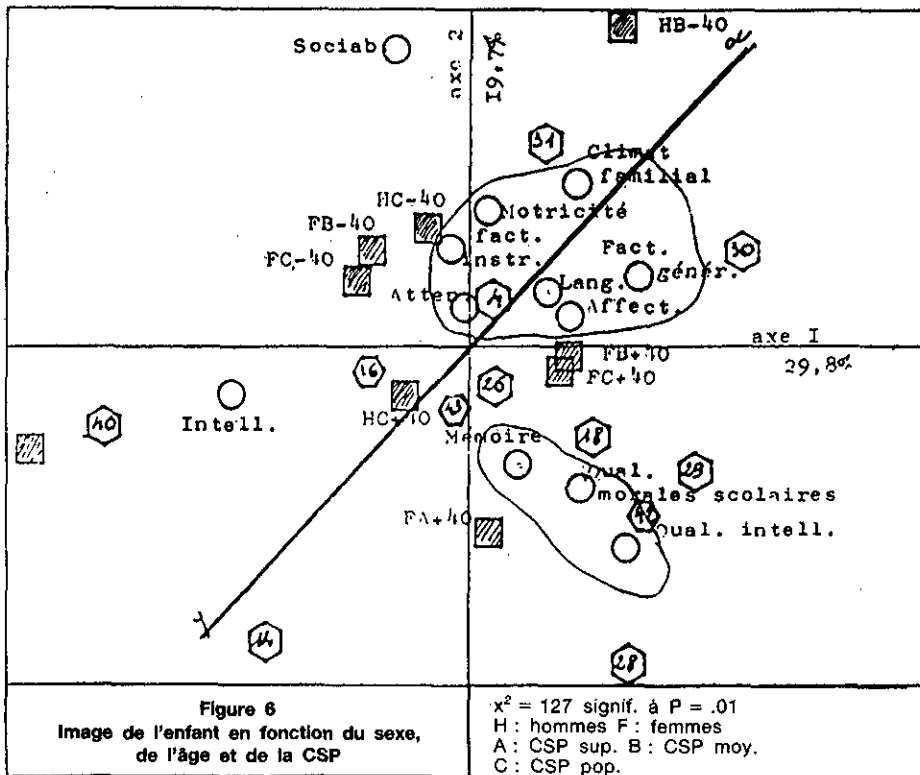 HB-40
Sociab
axe 2
19,7%
31
Climat
familial
HC-40
Motricité
FB-40
fact.
Instr.
Fact.
génér.
30
FC-40
Lang.
Atten
4
Affect.
axe I
29,8%
FB+40
FC+40
16
26
HC+40
Intell.
40
Mémoire
18
Qual.
morales scolaires
29
FA+40
Qual. intell.
14
28
Figure 6
Image de l'enfant en fonction du sexe,
de l'âge et de la CSP
x² = 127 signif. à P = .01
H : hommes F : femmes
A : CSP sup. B : CSP moy.
C : CSP pop.